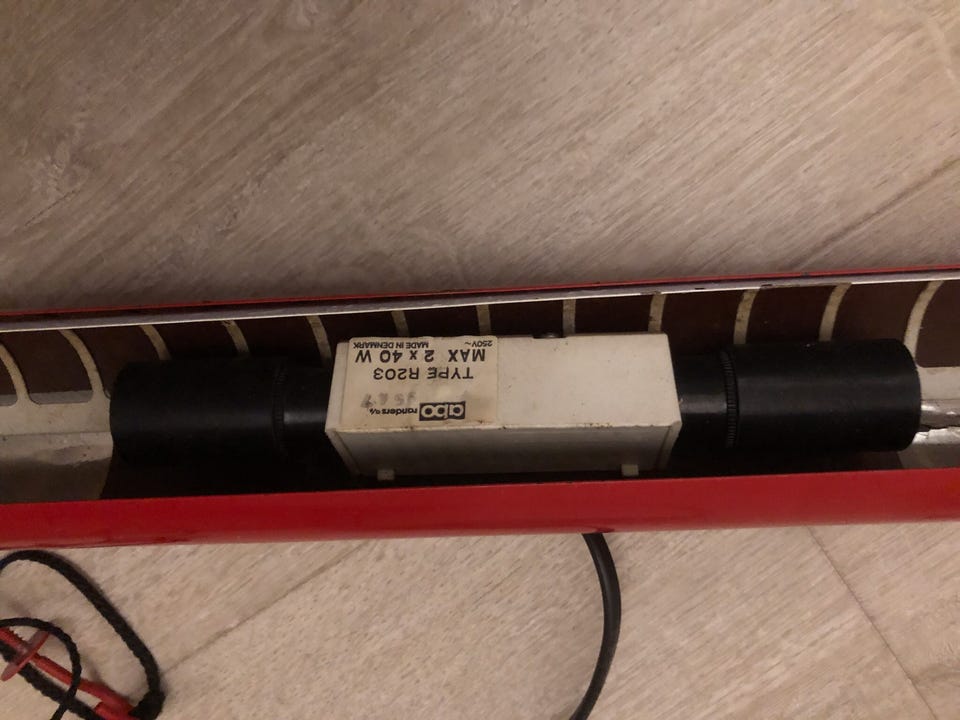 abo randers a/s
TYPE R203
MAX 2 x 40 W
250V~ MADE IN DENMARK